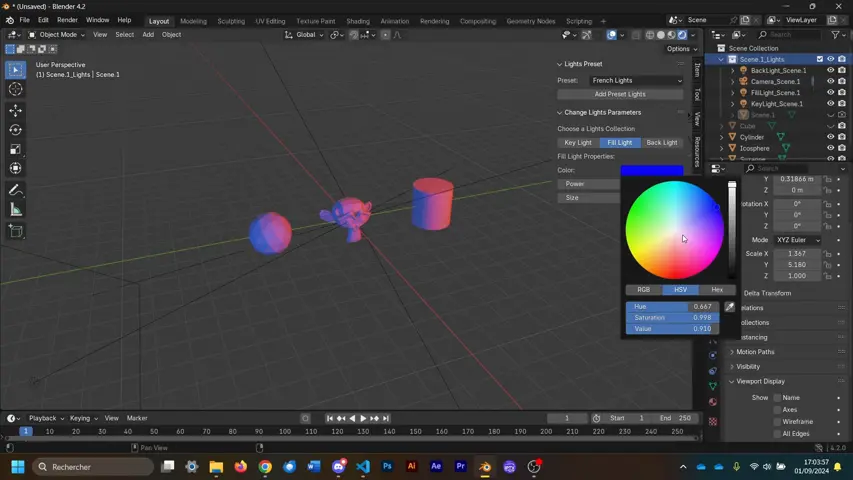 * (Unsaved) - Blender 4.2
File Edit Render Window Help Layout Modeling Sculpting UV Editing Texture Paint Shading Animation Rendering Compositing Geometry Nodes Scripting Scene ViewLayer
Object Mode View Select Add Object Global Search
Options
User Perspective
(1) Scene.1_Lights | Scene.1
Lights Preset
Preset: French Lights
Add Preset Lights
Change Lights Parameters
Choose a Lights Collection
Key Light Fill Light Back Light
Fill Light Properties:
Color:
Power
Size
Item
Tool
View
Resources
RGB HSV Hex
Hue 0.667
Saturation 0.998
Value 0.910
Scene Collection
Scene.1_Lights
BackLight_Scene.1
Camera_Scene.1
FillLight_Scene.1
KeyLight_Scene.1
Scene.1
Cube
Cylinder
Icosphere
Search
Y 0.31866 m
Z 0 m
Rotation X 0°
Y 0°
Z 0°
Mode XYZ Euler
Scale X 1.367
Y 5.180
Z 1.000
Delta Transform
Motion Paths
Visibility
Viewport Display
Show Name
Axes
Wireframe
All Edges
Playback Keying View Marker 1 Start 1 End 250
1 10 20 30 40 50 60 70 80 90 100 110 120 130 140 150 160 170 180 190 200 210 220 230 240 250
Pan View
4.2.0
Rechercher
17:03:57
01/09/2024